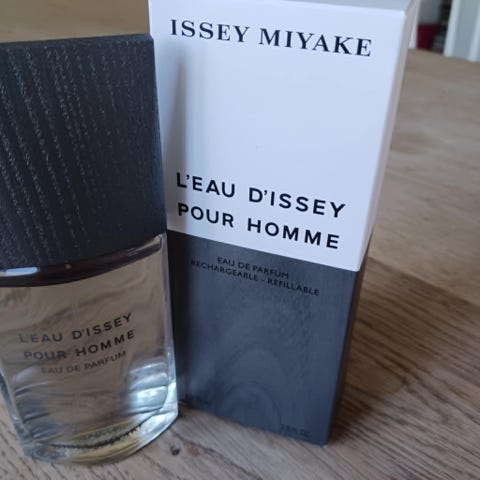 ISSEY MIYAKE
L'EAU D'ISSEY
POUR HOMME
EAU DE PARFUM
RECHARGEABLE - REFILLABLE
L'EAU D'ISSEY
POUR HOMME
EAU DE PARFUM